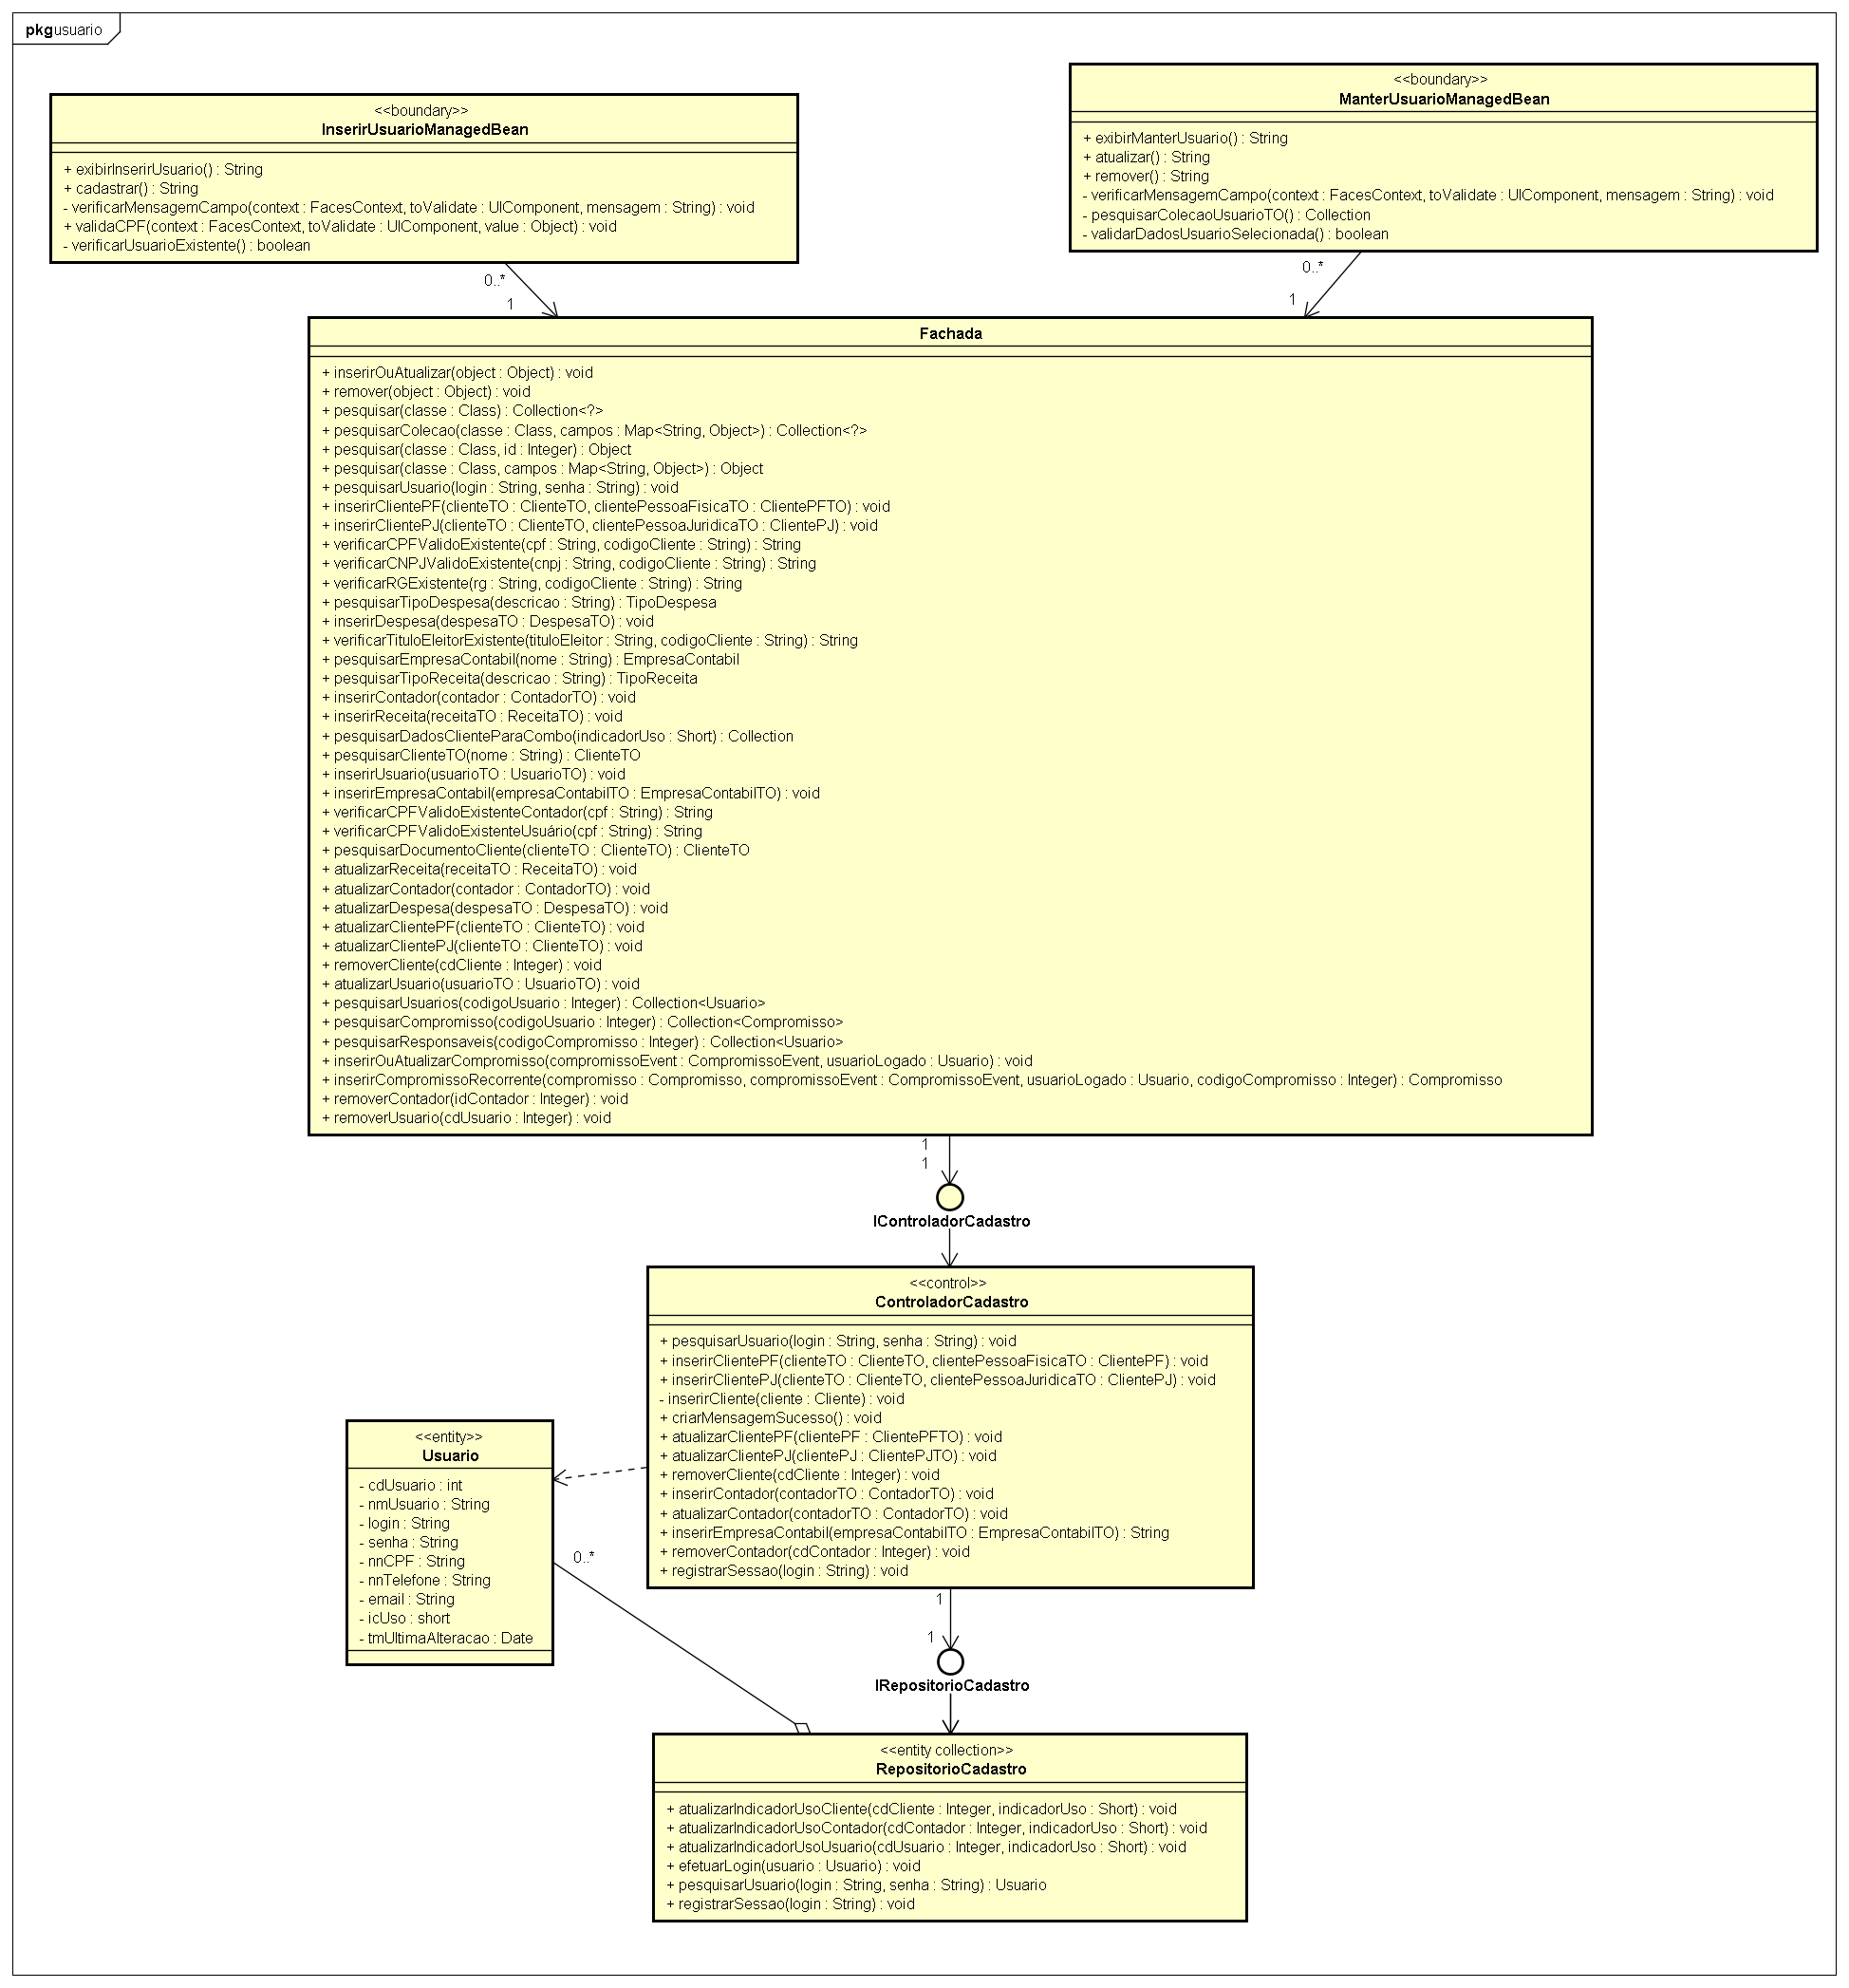 pkg usuario
<<boundary>>
InserirUsuarioManagedBean
+ exibirInserirUsuario() : String
+ cadastrar() : String
- verificarMensagemCampo(context : FacesContext, toValidate : UIComponent, mensagem : String) : void
+ validaCPF(context : FacesContext, toValidate : UIComponent, value : Object) : void
- verificarUsuarioExistente() : boolean
<<boundary>>
ManterUsuarioManagedBean
+ exibirManterUsuario() : String
+ atualizar() : String
+ remover() : String
- verificarMensagemCampo(context : FacesContext, toValidate : UIComponent, mensagem : String) : void
- pesquisarColecaoUsuarioTO() : Collection
- validarDadosUsuarioSelecionada() : boolean
0..*
1
0..*
1
Fachada
+ inserirOuAtualizar(object : Object) : void
+ remover(object : Object) : void
+ pesquisar(classe : Class) : Collection<?>
+ pesquisarColecao(classe : Class, campos : Map<String, Object>) : Collection<?>
+ pesquisar(classe : Class, id : Integer) : Object
+ pesquisar(classe : Class, campos : Map<String, Object>) : Object
+ pesquisarUsuario(login : String, senha : String) : void
+ inserirClientePF(clienteTO : ClienteTO, clientePessoaFisicaTO : ClientePFTO) : void
+ inserirClientePJ(clienteTO : ClienteTO, clientePessoaJuridicaTO : ClientePJ) : void
+ verificarCPFValidoExistente(cpf : String, codigoCliente : String) : String
+ verificarCNPJValidoExistente(cnpj : String, codigoCliente : String) : String
+ verificarRGExistente(rg : String, codigoCliente : String) : String
+ pesquisarTipoDespesa(descricao : String) : TipoDespesa
+ inserirDespesa(despesaTO : DespesaTO) : void
+ verificarTituloEleitorExistente(tituloEleitor : String, codigoCliente : String) : String
+ pesquisarEmpresaContabil(nome : String) : EmpresaContabil
+ pesquisarTipoReceita(descricao : String) : TipoReceita
+ inserirContador(contador : ContadorTO) : void
+ inserirReceita(receitaTO : ReceitaTO) : void
+ pesquisarDadosClienteParaCombo(indicadorUso : Short) : Collection
+ pesquisarClienteTO(nome : String) : ClienteTO
+ inserirUsuario(usuarioTO : UsuarioTO) : void
+ inserirEmpresaContabil(empresaContabilTO : EmpresaContabilTO) : void
+ verificarCPFValidoExistenteContador(cpf : String) : String
+ verificarCPFValidoExistenteUsuário(cpf : String) : String
+ pesquisarDocumentoCliente(clienteTO : ClienteTO) : ClienteTO
+ atualizarReceita(receitaTO : ReceitaTO) : void
+ atualizarContador(contador : ContadorTO) : void
+ atualizarDespesa(despesaTO : DespesaTO) : void
+ atualizarClientePF(clienteTO : ClienteTO) : void
+ atualizarClientePJ(clienteTO : ClienteTO) : void
+ removerCliente(cdCliente : Integer) : void
+ atualizarUsuario(usuarioTO : UsuarioTO) : void
+ pesquisarUsuarios(codigoUsuario : Integer) : Collection<Usuario>
+ pesquisarCompromisso(codigoUsuario : Integer) : Collection<Compromisso>
+ pesquisarResponsaveis(codigoCompromisso : Integer) : Collection<Usuario>
+ inserirOuAtualizarCompromisso(compromissoEvent : CompromissoEvent, usuarioLogado : Usuario) : void
+ inserirCompromissoRecorrente(compromisso : Compromisso, compromissoEvent : CompromissoEvent, usuarioLogado : Usuario, codigoCompromisso : Integer) : Compromisso
+ removerContador(idContador : Integer) : void
+ removerUsuario(cdUsuario : Integer) : void
1
1
IControladorCadastro
<<control>>
ControladorCadastro
+ pesquisarUsuario(login : String, senha : String) : void
+ inserirClientePF(clienteTO : ClienteTO, clientePessoaFisicaTO : ClientePF) : void
+ inserirClientePJ(clienteTO : ClienteTO, clientePessoaJuridicaTO : ClientePJ) : void
- inserirCliente(cliente : Cliente) : void
+ criarMensagemSucesso() : void
+ atualizarClientePF(clientePF : ClientePFTO) : void
+ atualizarClientePJ(clientePJ : ClientePJTO) : void
+ removerCliente(cdCliente : Integer) : void
+ inserirContador(contadorTO : ContadorTO) : void
+ atualizarContador(contadorTO : ContadorTO) : void
+ inserirEmpresaContabil(empresaContabilTO : EmpresaContabilTO) : String
+ removerContador(cdContador : Integer) : void
+ registrarSessao(login : String) : void
<<entity>>
Usuario
- cdUsuario : int
- nmUsuario : String
- login : String
- senha : String
- nnCPF : String
- nnTelefone : String
- email : String
- icUso : short
- tmUltimaAlteracao : Date
0..*
1
1
IRepositorioCadastro
<<entity collection>>
RepositorioCadastro
+ atualizarIndicadorUsoCliente(cdCliente : Integer, indicadorUso : Short) : void
+ atualizarIndicadorUsoContador(cdContador : Integer, indicadorUso : Short) : void
+ atualizarIndicadorUsoUsuario(cdUsuario : Integer, indicadorUso : Short) : void
+ efetuarLogin(usuario : Usuario) : void
+ pesquisarUsuario(login : String, senha : String) : Usuario
+ registrarSessao(login : String) : void